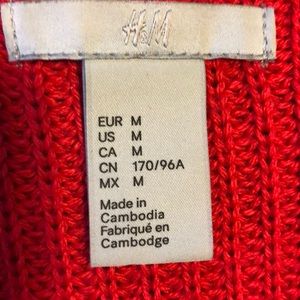 H&M
EUR M
US M
CA M
CN 170/96A
MX M
Made in
Cambodia
Fabriqué en
Cambodge